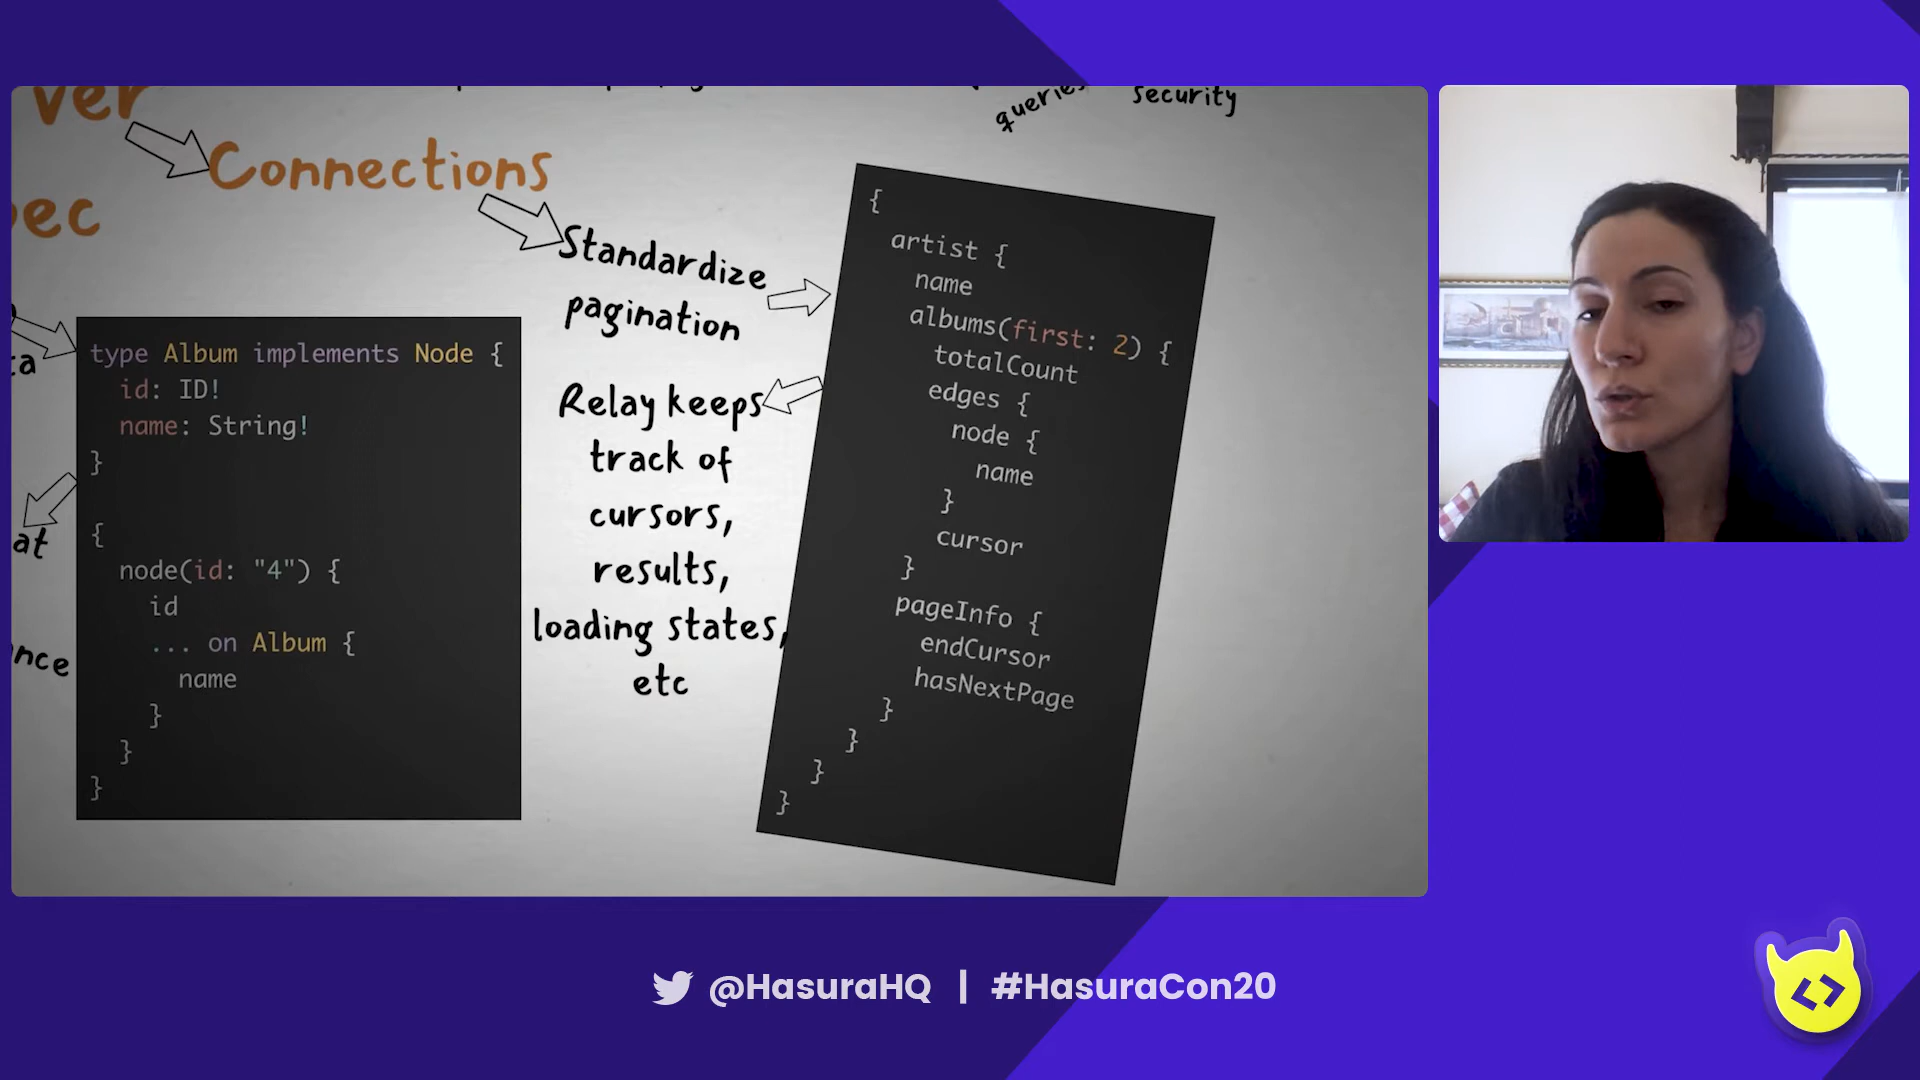 ver
queries
security
Connections
ec
Standardize
pagination
type Album implements Node {
id: ID!
name: String!
}
{
node(id: "4") {
id
... on Album {
name
}
}
}
at
nce
Relay keeps
track of
cursors,
results,
loading states,
etc
{
artist {
name
albums(first: 2) {
totalCount
edges {
node {
name
}
cursor
}
pageInfo {
endCursor
hasNextPage
}
}
}
}
@HasuraHQ | #HasuraCon20